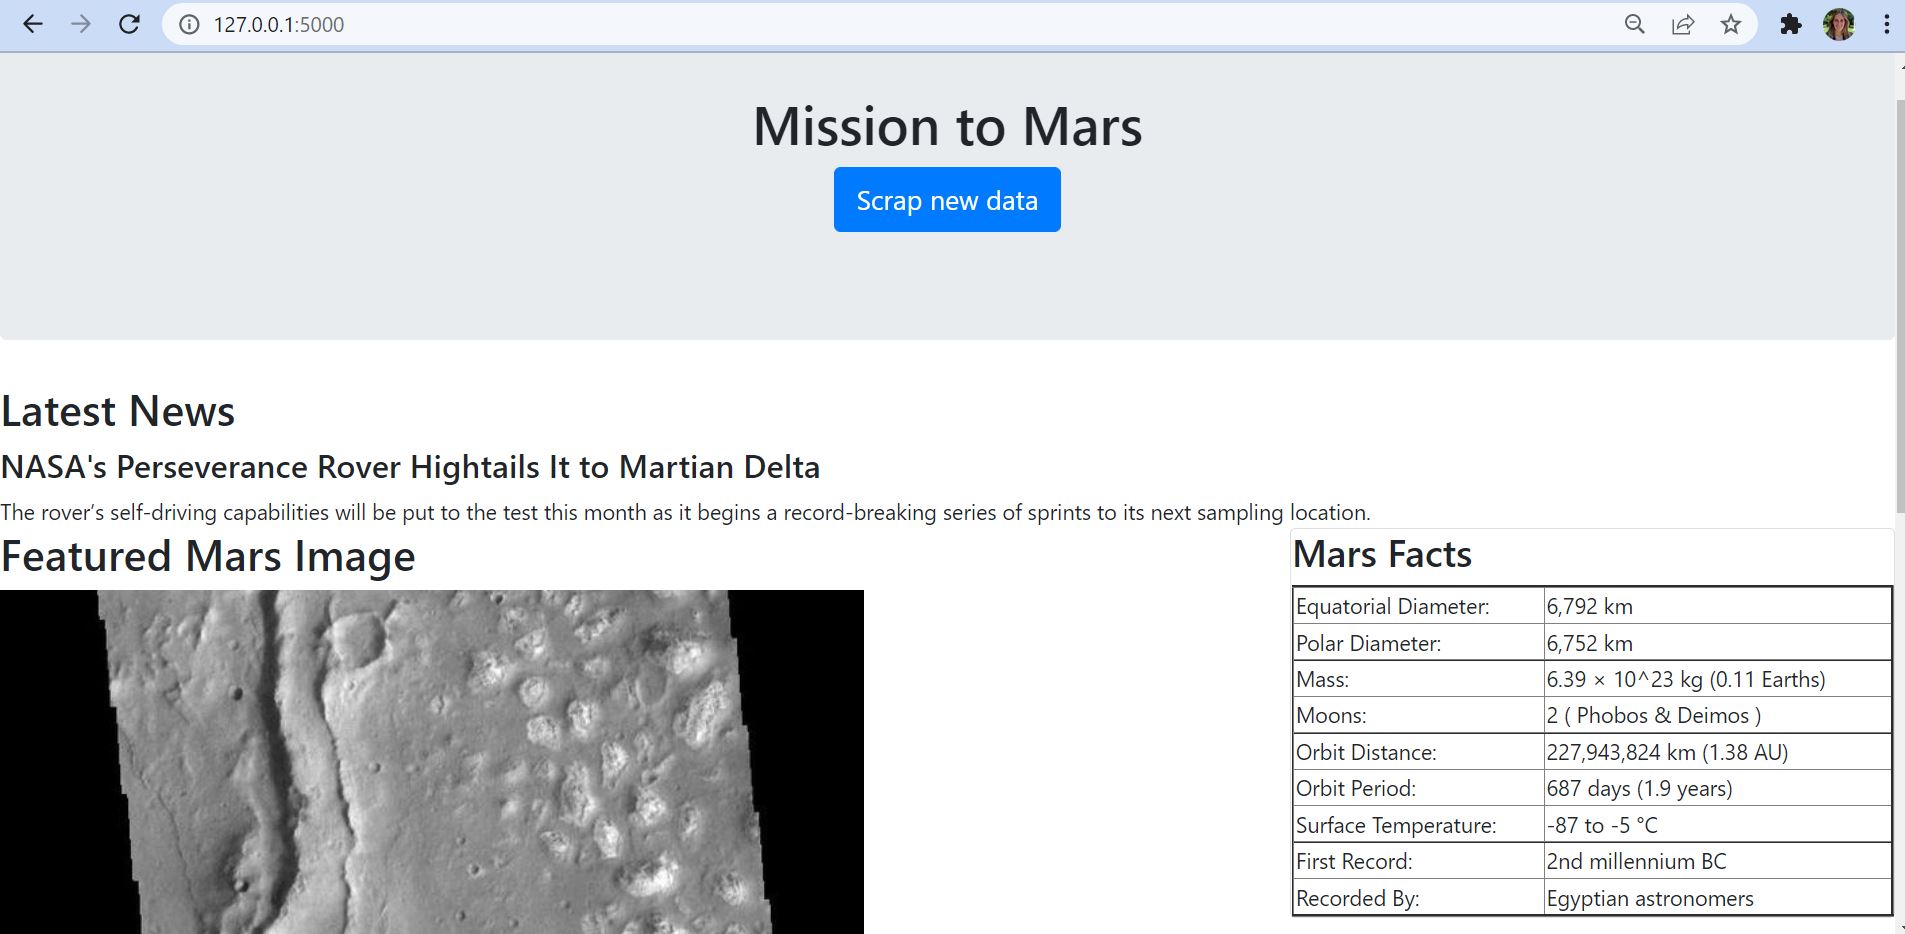 127.0.0.1:5000
Mission to Mars
Scrap new data
Latest News
NASA's Perseverance Rover Hightails It to Martian Delta
The rover’s self-driving capabilities will be put to the test this month as it begins a record-breaking series of sprints to its next sampling location.
Featured Mars Image
Mars Facts
Equatorial Diameter: 6,792 km
Polar Diameter: 6,752 km
Mass: 6.39 × 10^23 kg (0.11 Earths)
Moons: 2 ( Phobos & Deimos )
Orbit Distance: 227,943,824 km (1.38 AU)
Orbit Period: 687 days (1.9 years)
Surface Temperature: -87 to -5 °C
First Record: 2nd millennium BC
Recorded By: Egyptian astronomers